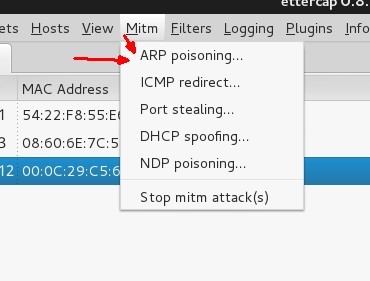 ettercap 0.8.
ets Hosts View Mitm Filters Logging Plugins Info
MAC Address
1 54:22:F8:55:E6
3 08:60:6E:7C:5
12 00:0C:29:C5:6
ARP poisoning...
ICMP redirect...
Port stealing...
DHCP spoofing...
NDP poisoning...
Stop mitm attack(s)